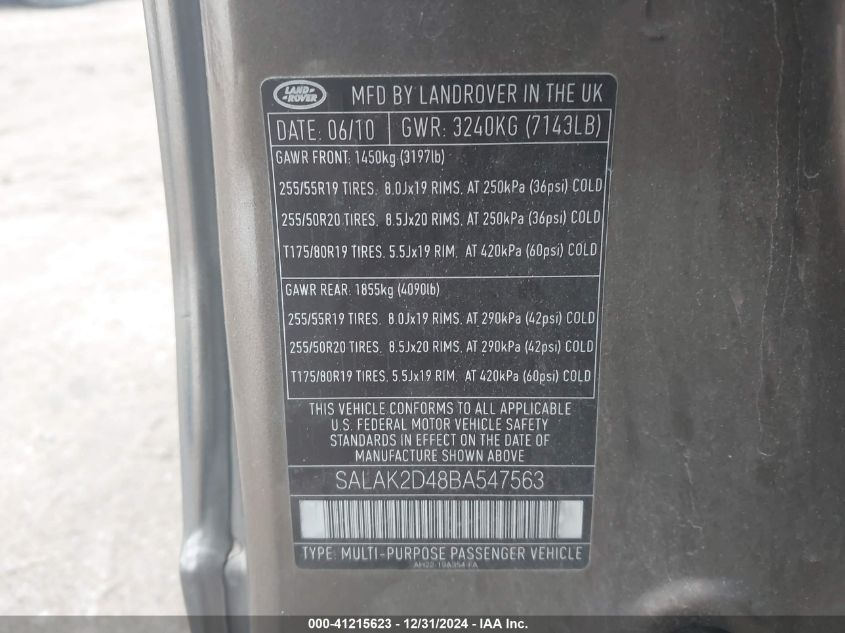 LAND
ROVER
MFD BY LANDROVER IN THE UK
DATE: 06/10 GWR: 3240KG (7143LB)
GAWR FRONT: 1450kg (3197lb)
255/55R19 TIRES. 8.0Jx19 RIMS. AT 250kPa (36psi) COLD
255/50R20 TIRES. 8.5Jx20 RIMS. AT 250kPa (36psi) COLD
T175/80R19 TIRES. 5.5Jx19 RIM. AT 420kPa (60psi) COLD
GAWR REAR: 1855kg (4090lb)
255/55R19 TIRES. 8.0Jx19 RIMS. AT 290kPa (42psi) COLD
255/50R20 TIRES. 8.5Jx20 RIMS. AT 290kPa (42psi) COLD
T175/80R19 TIRES. 5.5Jx19 RIM. AT 420kPa (60psi) COLD
THIS VEHICLE CONFORMS TO ALL APPLICABLE
U.S. FEDERAL MOTOR VEHICLE SAFETY
STANDARDS IN EFFECT ON THE DATE OF
MANUFACTURE SHOWN ABOVE
SALAK2D48BA547563
TYPE: MULTI-PURPOSE PASSENGER VEHICLE
AH22-19A354-FA
000-41215623 - 12/31/2024 - IAA Inc.